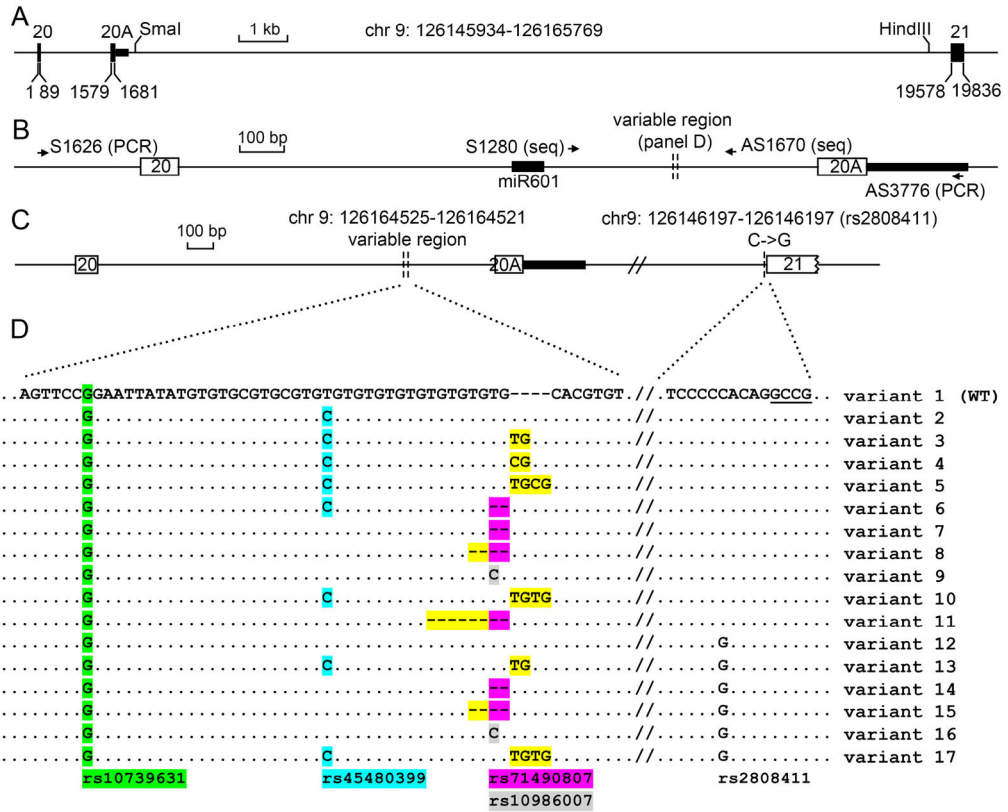 A
20
20A
SmaI
1 kb
chr 9: 126145934-126165769
HindIII
21
1 89
1579
1681
19578
19836
B
S1626 (PCR)
100 bp
S1280 (seq)
variable region
(panel D)
AS1670 (seq)
20
miR601
20A
AS3776 (PCR)
C
100 bp
chr 9: 126164525-126164521
variable region
chr9: 126146197-126146197 (rs2808411)
C->G
20
20A
//
21
D
..AGTTCCGGAATTATATGTGTGCGTGCGTGTGTGTGTGTGTGTGTGTG----CACGTGT.//.TCCCCCACAGGCCG.. variant 1 (WT)
........G......................C.............................//................. variant 2
........G......................C.................TG..........//................. variant 3
........G......................C.................CG..........//................. variant 4
........G......................C.................TGCG........//................. variant 5
........G......................C...............--............//................. variant 6
........G......................................--............//................. variant 7
........G....................................----............//................. variant 8
........G......................................C.............//................. variant 9
........G......................C.................TGTG........//................. variant 10
........G................................--------............//................. variant 11
........G....................................................//......G.......... variant 12
........G......................C.................TG..........//......G.......... variant 13
........G......................................--............//......G.......... variant 14
........G....................................----............//......G.......... variant 15
........G......................................C.............//......G.......... variant 16
........G......................C.................TGTG........//......G.......... variant 17
rs10739631
rs45480399
rs71490807
rs2808411
rs10986007